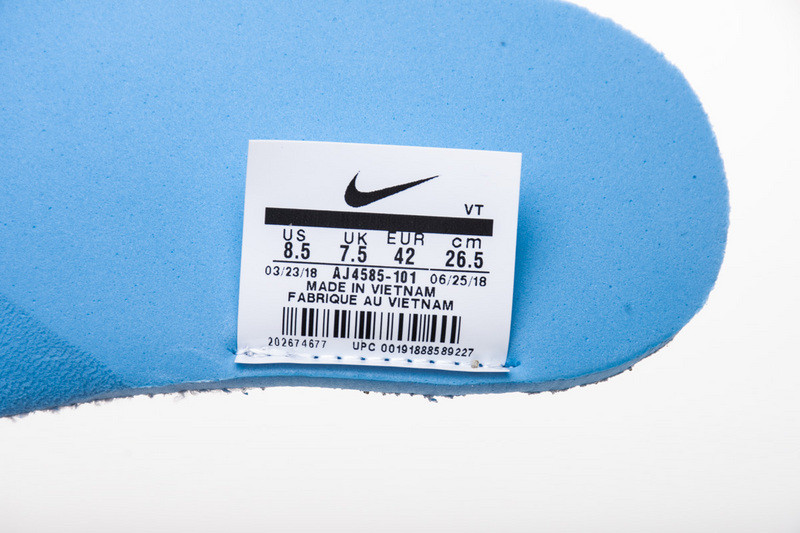 VT
US UK EUR cm
8.5 7.5 42 26.5
03/23/18 AJ4585-101 06/25/18
MADE IN VIETNAM
FABRIQUE AU VIETNAM
202674677 UPC 00191888589227